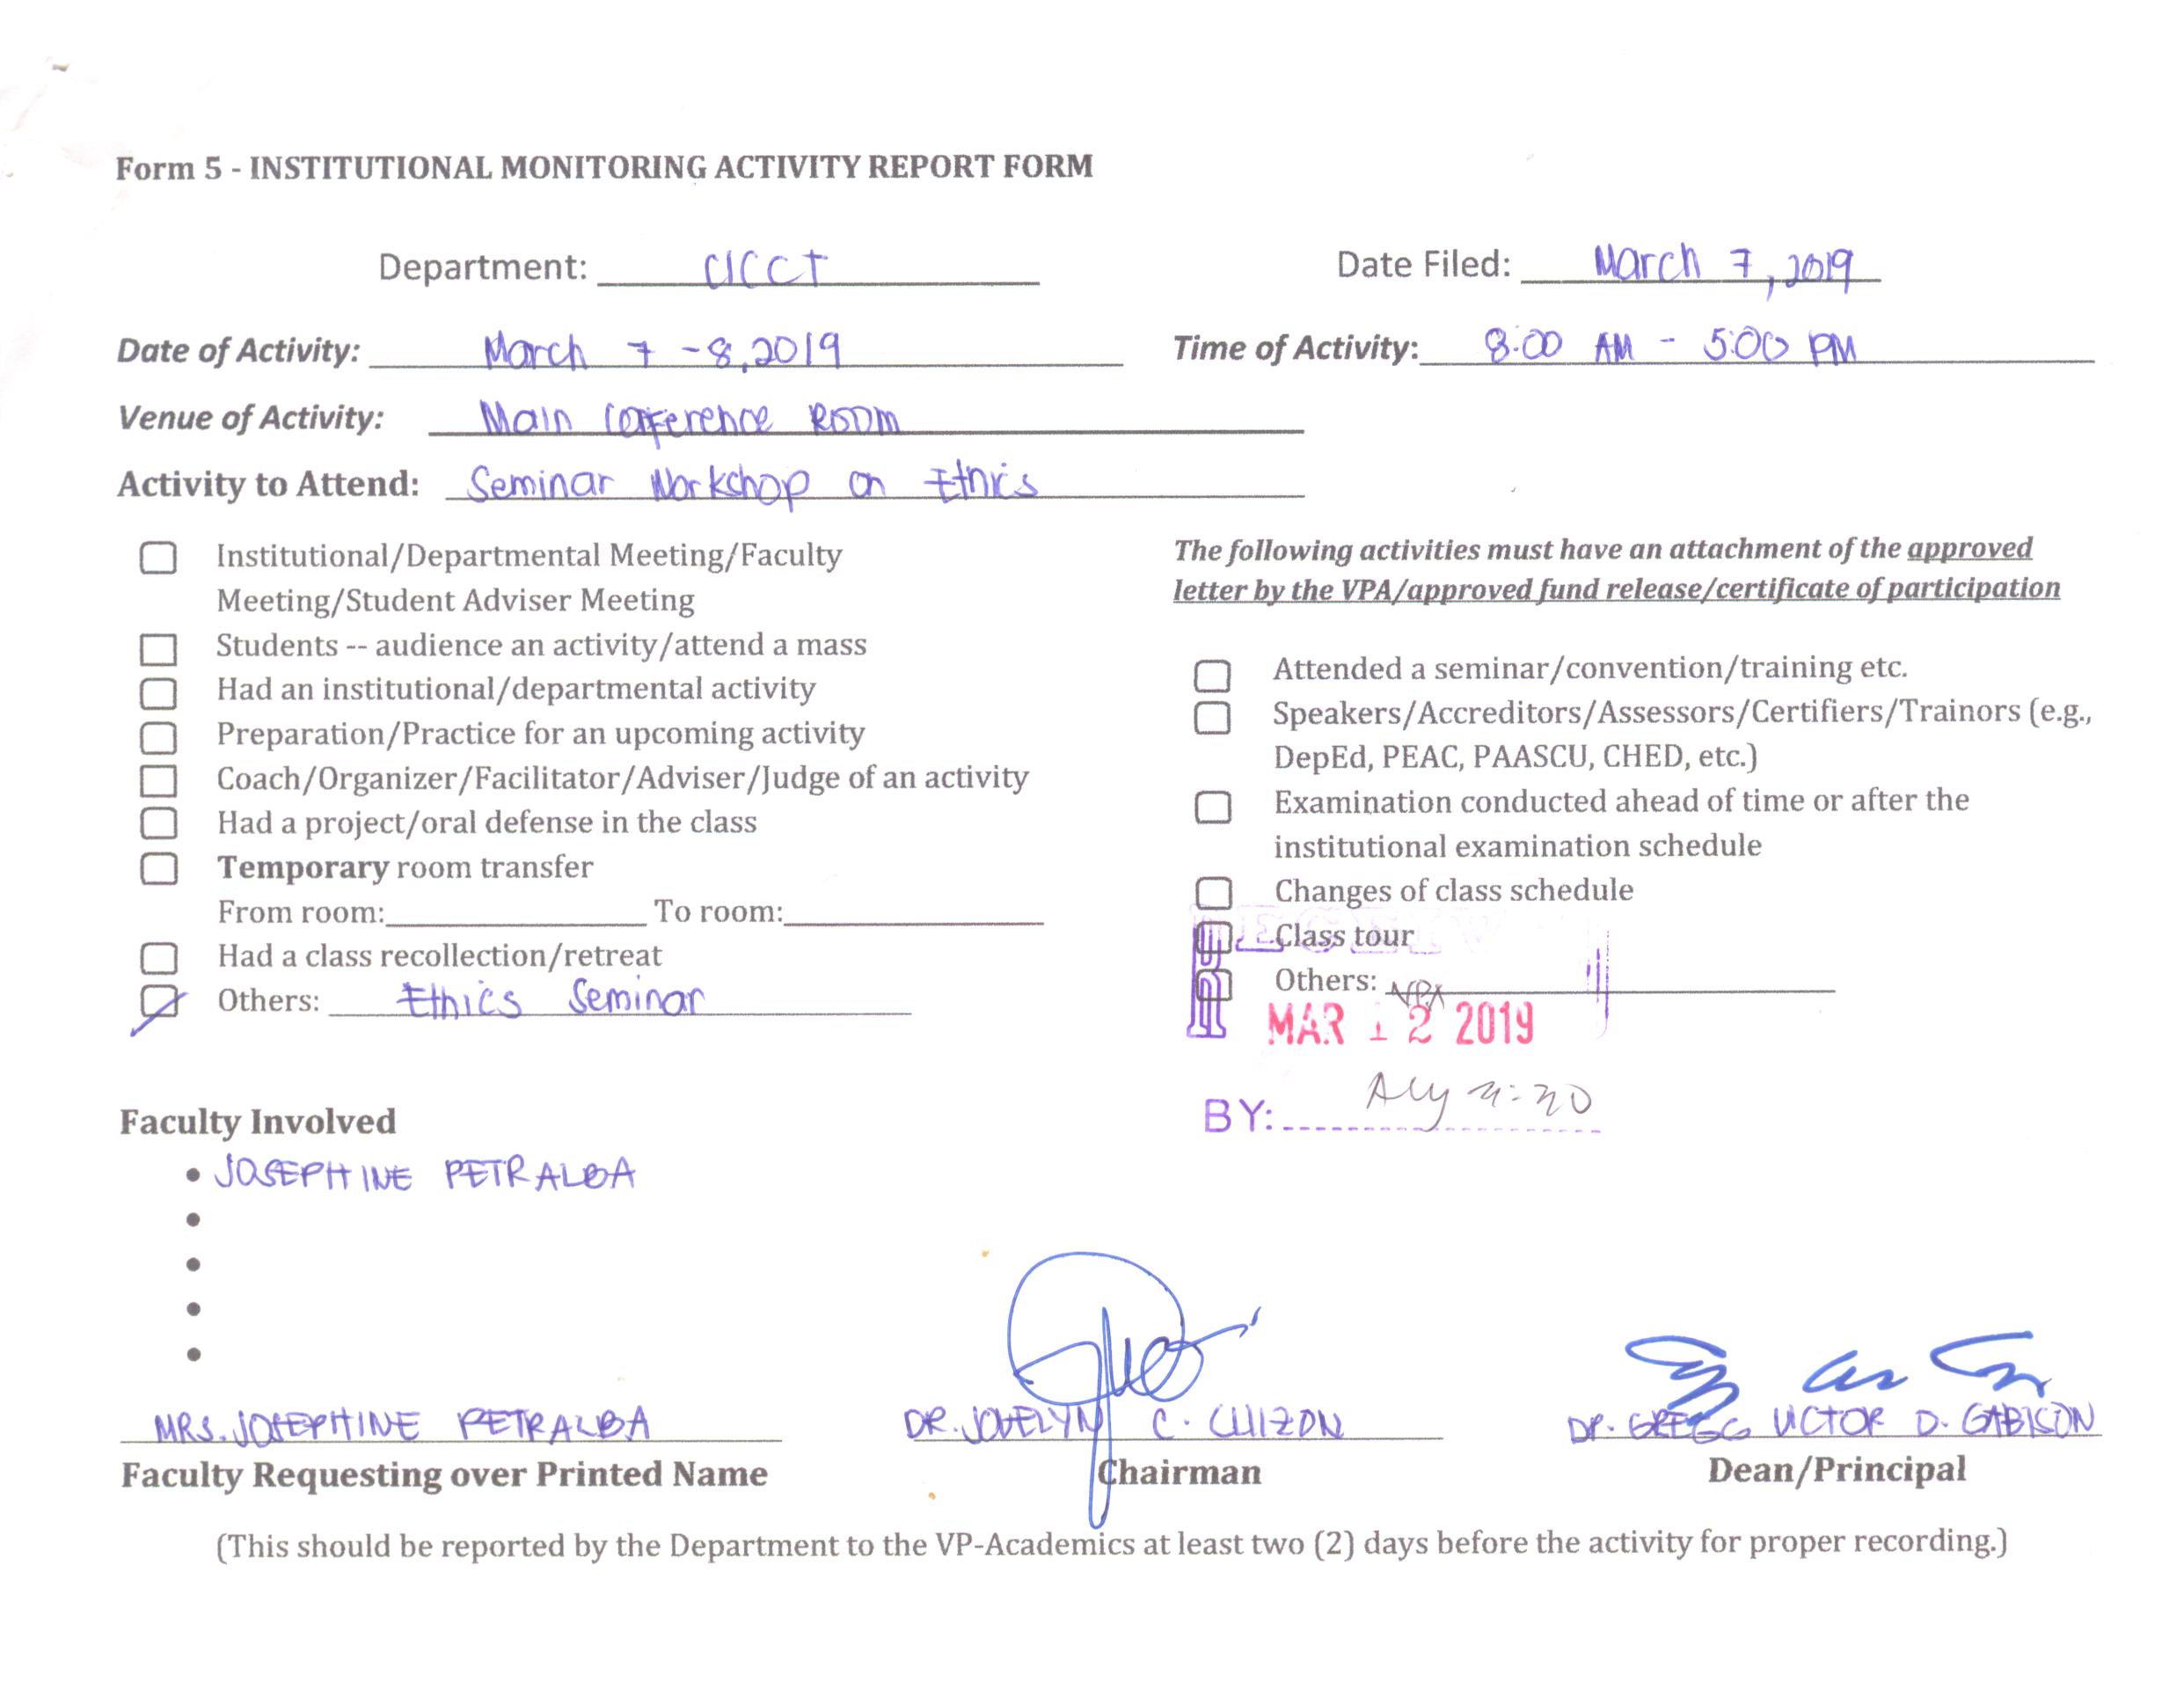 Form 5 - INSTITUTIONAL MONITORING ACTIVITY REPORT FORM
Department: CICCT
Date Filed: March 7, 2019
Date of Activity: March 7 - 8, 2019
Time of Activity: 8:00 AM - 5:00 PM
Venue of Activity: Main Conference Room
Activity to Attend: Seminar Workshop on Ethics
Institutional/Departmental Meeting/Faculty
Meeting/Student Adviser Meeting
Students -- audience an activity/attend a mass
Had an institutional/departmental activity
Preparation/Practice for an upcoming activity
Coach/Organizer/Facilitator/Adviser/Judge of an activity
Had a project/oral defense in the class
Temporary room transfer
From room: To room:
Had a class recollection/retreat
Others: Ethics Seminar
The following activities must have an attachment of the approved
letter by the VPA/approved fund release/certificate of participation
Attended a seminar/convention/training etc.
Speakers/Accreditors/Assessors/Certifiers/Trainors (e.g.,
DepEd, PEAC, PAASCU, CHED, etc.)
Examination conducted ahead of time or after the
institutional examination schedule
Changes of class schedule
Class tour
Others:
MAR 12 2019
BY:
Faculty Involved
• JOSEPHINE PETRALBA
•
•
•
•
MRS. JOSEPHINE PETRALBA
Faculty Requesting over Printed Name
DR. JOVELYN C. CUIZON
Chairman
DR. GREGG VICTOR D. GABISON
Dean/Principal
(This should be reported by the Department to the VP-Academics at least two (2) days before the activity for proper recording.)